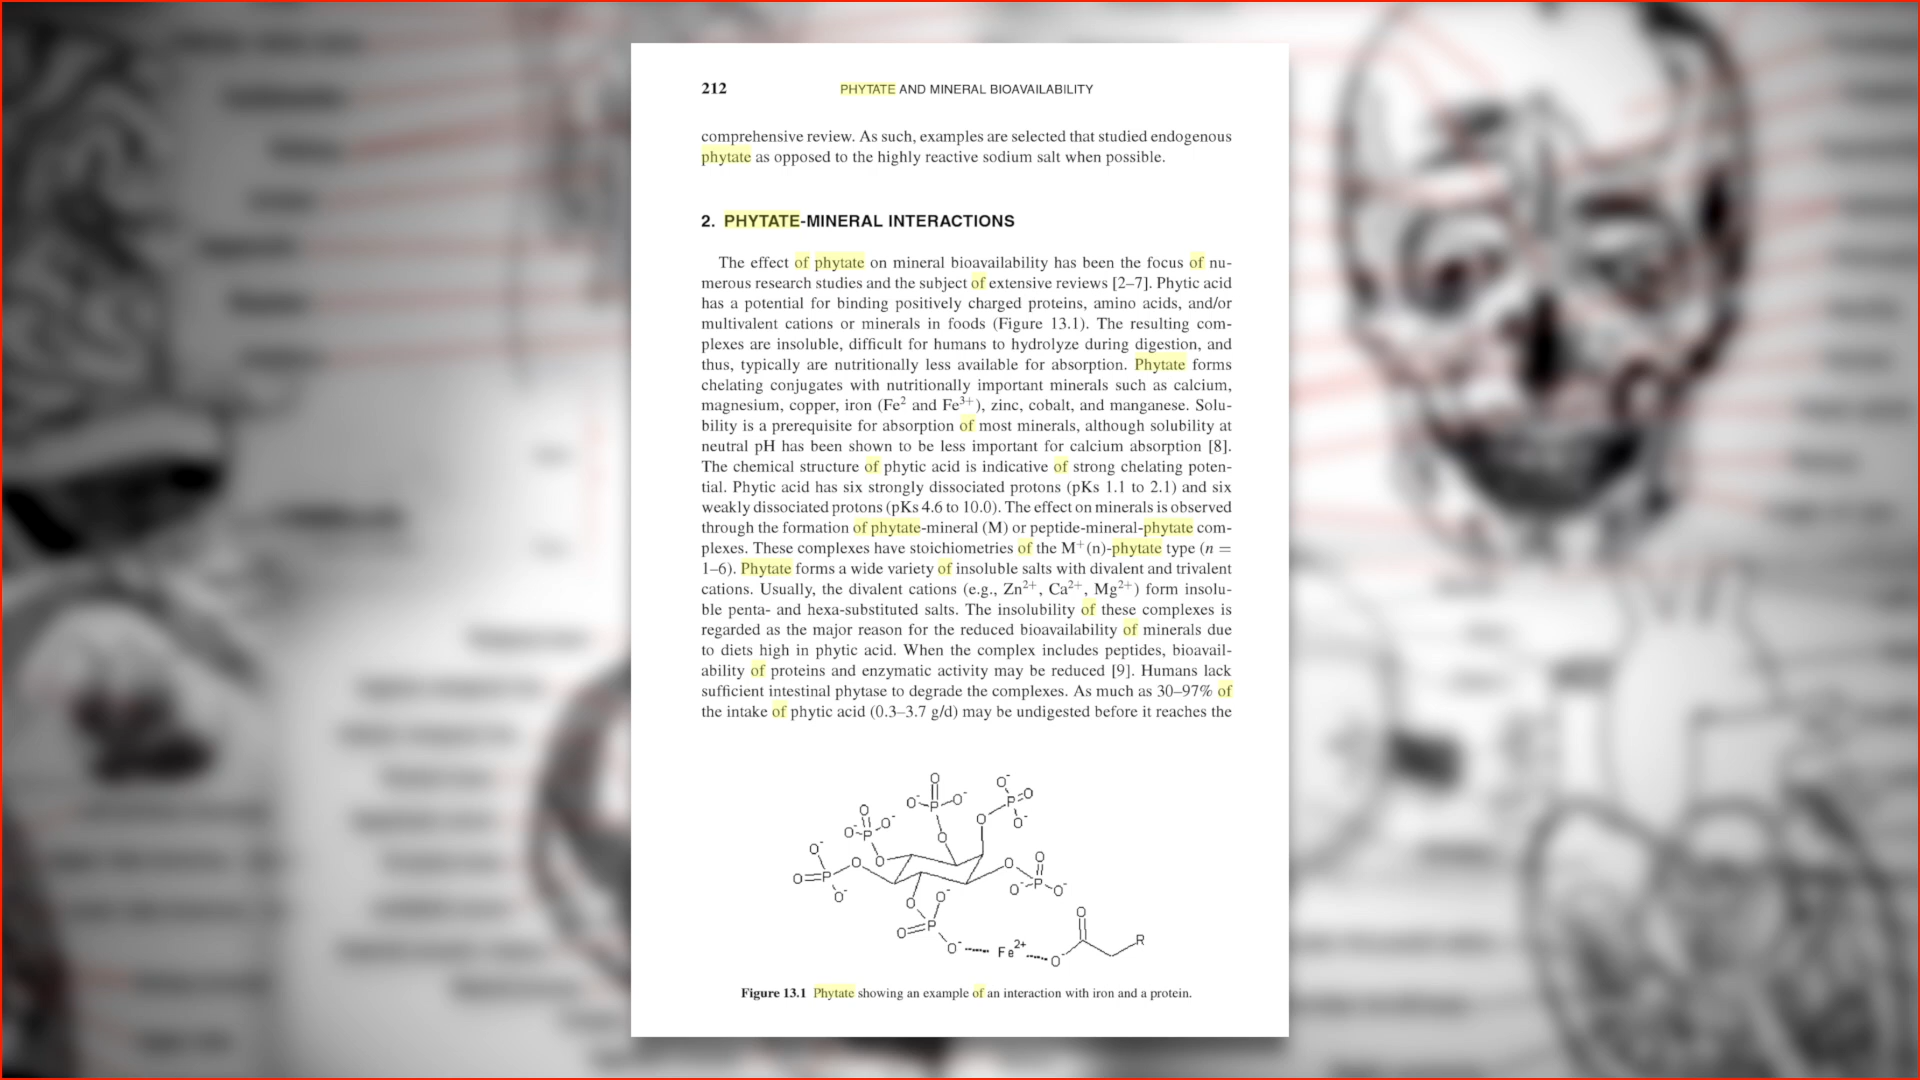 212
PHYTATE AND MINERAL BIOAVAILABILITY
comprehensive review. As such, examples are selected that studied endogenous
phytate as opposed to the highly reactive sodium salt when possible.
2. PHYTATE-MINERAL INTERACTIONS
The effect of phytate on mineral bioavailability has been the focus of nu-
merous research studies and the subject of extensive reviews [2–7]. Phytic acid
has a potential for binding positively charged proteins, amino acids, and/or
multivalent cations or minerals in foods (Figure 13.1). The resulting com-
plexes are insoluble, difficult for humans to hydrolyze during digestion, and
thus, typically are nutritionally less available for absorption. Phytate forms
chelating conjugates with nutritionally important minerals such as calcium,
magnesium, copper, iron (Fe² and Fe³⁺), zinc, cobalt, and manganese. Solu-
bility is a prerequisite for absorption of most minerals, although solubility at
neutral pH has been shown to be less important for calcium absorption [8].
The chemical structure of phytic acid is indicative of strong chelating poten-
tial. Phytic acid has six strongly dissociated protons (pKs 1.1 to 2.1) and six
weakly dissociated protons (pKs 4.6 to 10.0). The effect on minerals is observed
through the formation of phytate-mineral (M) or peptide-mineral-phytate com-
plexes. These complexes have stoichiometries of the M⁺(n)-phytate type (n =
1–6). Phytate forms a wide variety of insoluble salts with divalent and trivalent
cations. Usually, the divalent cations (e.g., Zn²⁺, Ca²⁺, Mg²⁺) form insolu-
ble penta- and hexa-substituted salts. The insolubility of these complexes is
regarded as the major reason for the reduced bioavailability of minerals due
to diets high in phytic acid. When the complex includes peptides, bioavail-
ability of proteins and enzymatic activity may be reduced [9]. Humans lack
sufficient intestinal phytase to degrade the complexes. As much as 30–97% of
the intake of phytic acid (0.3–3.7 g/d) may be undigested before it reaches the
Fe²⁺
R
Figure 13.1 Phytate showing an example of an interaction with iron and a protein.